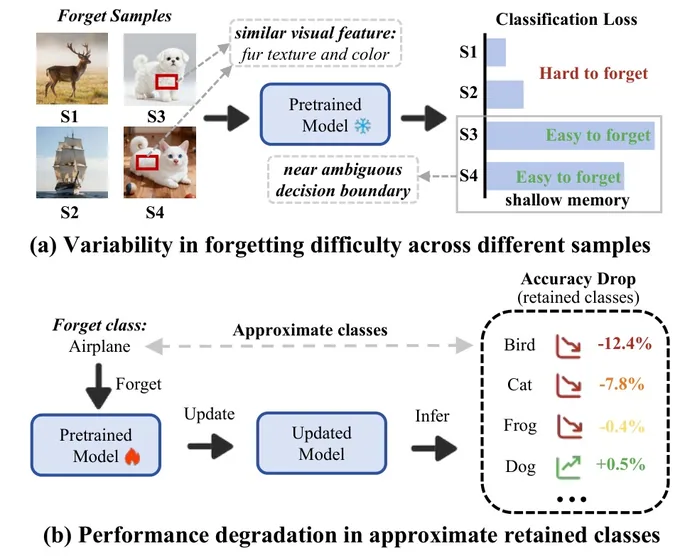 Forget Samples
similar visual feature:
fur texture and color
Classification Loss
S1
S3
S2
S4
Pretrained
Model
near ambiguous
decision boundary
S1
Hard to forget
S2
S3
Easy to forget
S4
Easy to forget
shallow memory
(a) Variability in forgetting difficulty across different samples
Accuracy Drop
(retained classes)
Forget class:
Airplane
Approximate classes
Forget
Pretrained
Model
Update
Updated
Model
Infer
Bird -12.4%
Cat -7.8%
Frog -0.4%
Dog +0.5%
•••
(b) Performance degradation in approximate retained classes